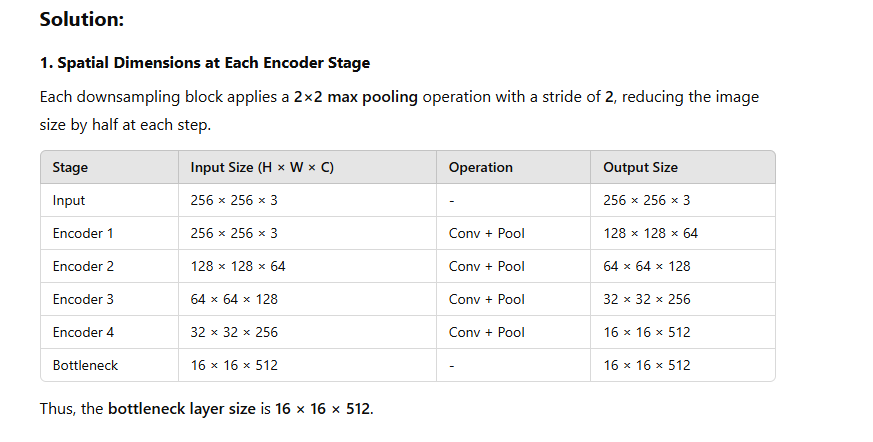 Solution:
1. Spatial Dimensions at Each Encoder Stage
Each downsampling block applies a 2×2 max pooling operation with a stride of 2, reducing the image
size by half at each step.
Stage Input Size (H × W × C) Operation Output Size
Input 256 × 256 × 3 - 256 × 256 × 3
Encoder 1 256 × 256 × 3 Conv + Pool 128 × 128 × 64
Encoder 2 128 × 128 × 64 Conv + Pool 64 × 64 × 128
Encoder 3 64 × 64 × 128 Conv + Pool 32 × 32 × 256
Encoder 4 32 × 32 × 256 Conv + Pool 16 × 16 × 512
Bottleneck 16 × 16 × 512 - 16 × 16 × 512
Thus, the bottleneck layer size is 16 × 16 × 512.